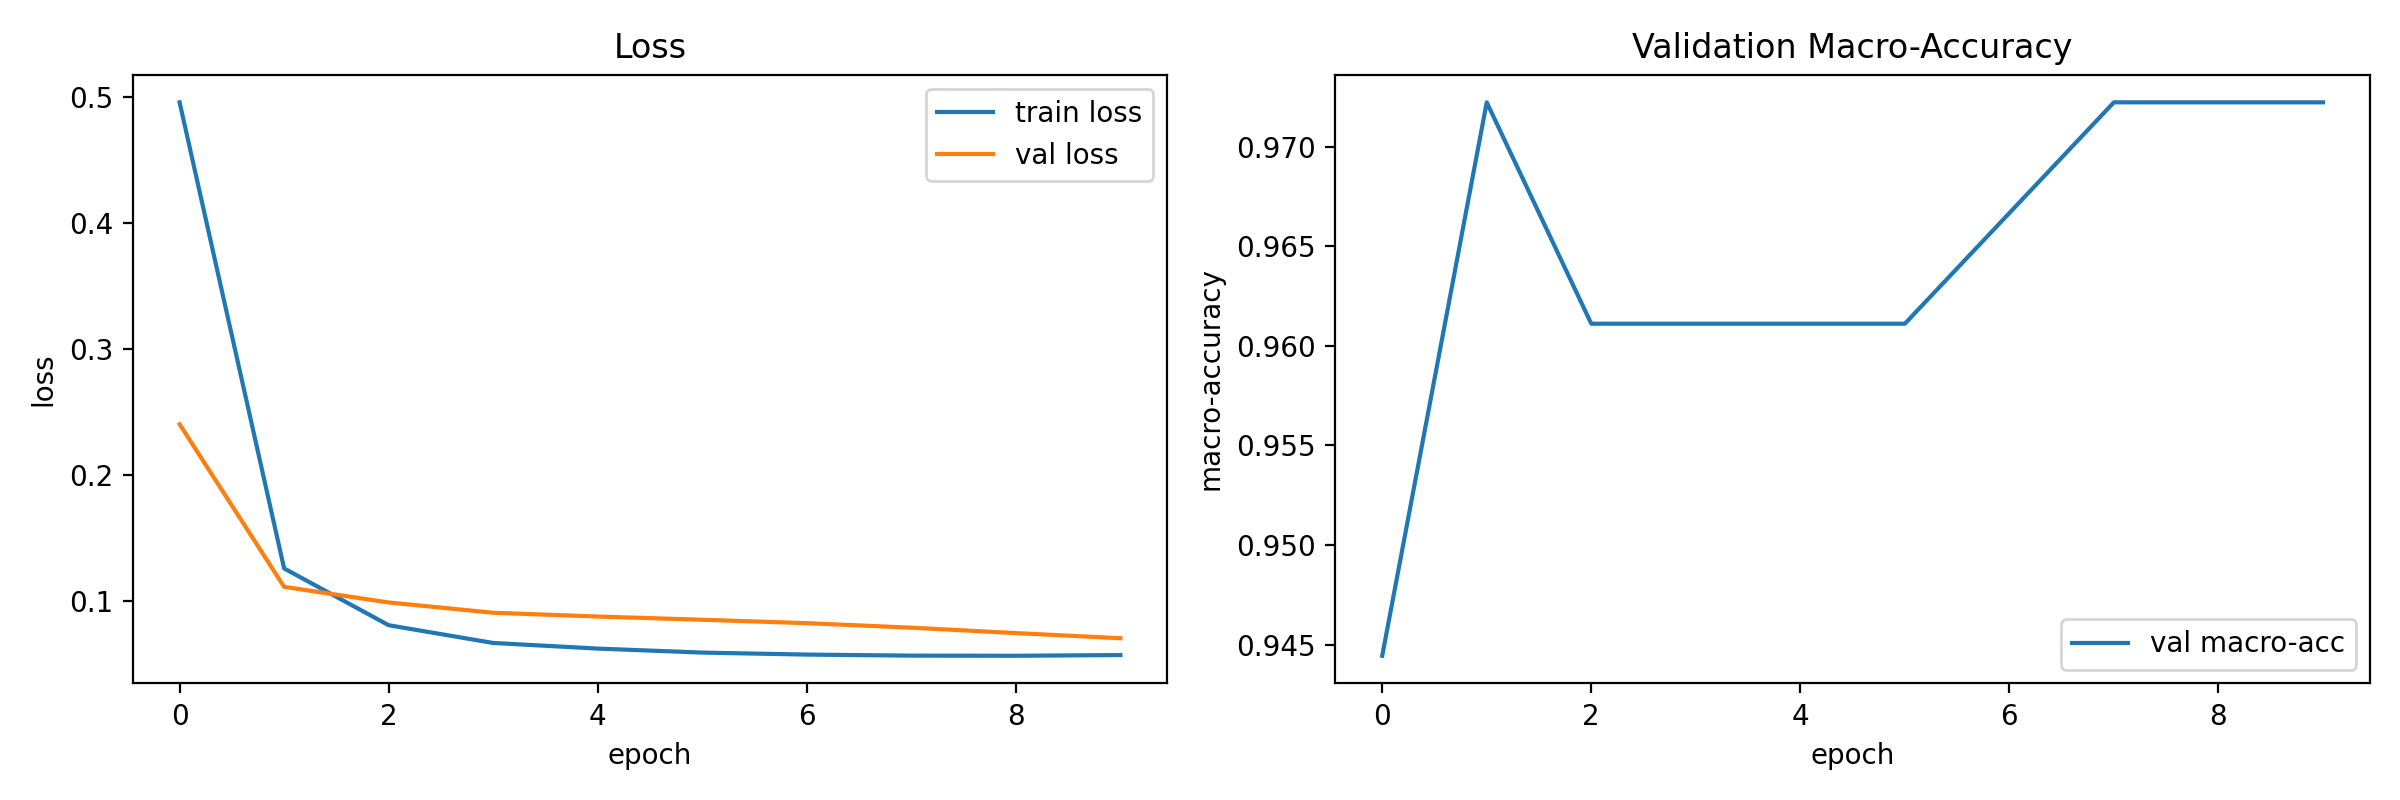 Loss
0.5
0.4
0.3
0.2
0.1
loss
0
2
4
6
8
epoch
train loss
val loss
Validation Macro-Accuracy
0.970
0.965
0.960
0.955
0.950
0.945
macro-accuracy
0
2
4
6
8
epoch
val macro-acc